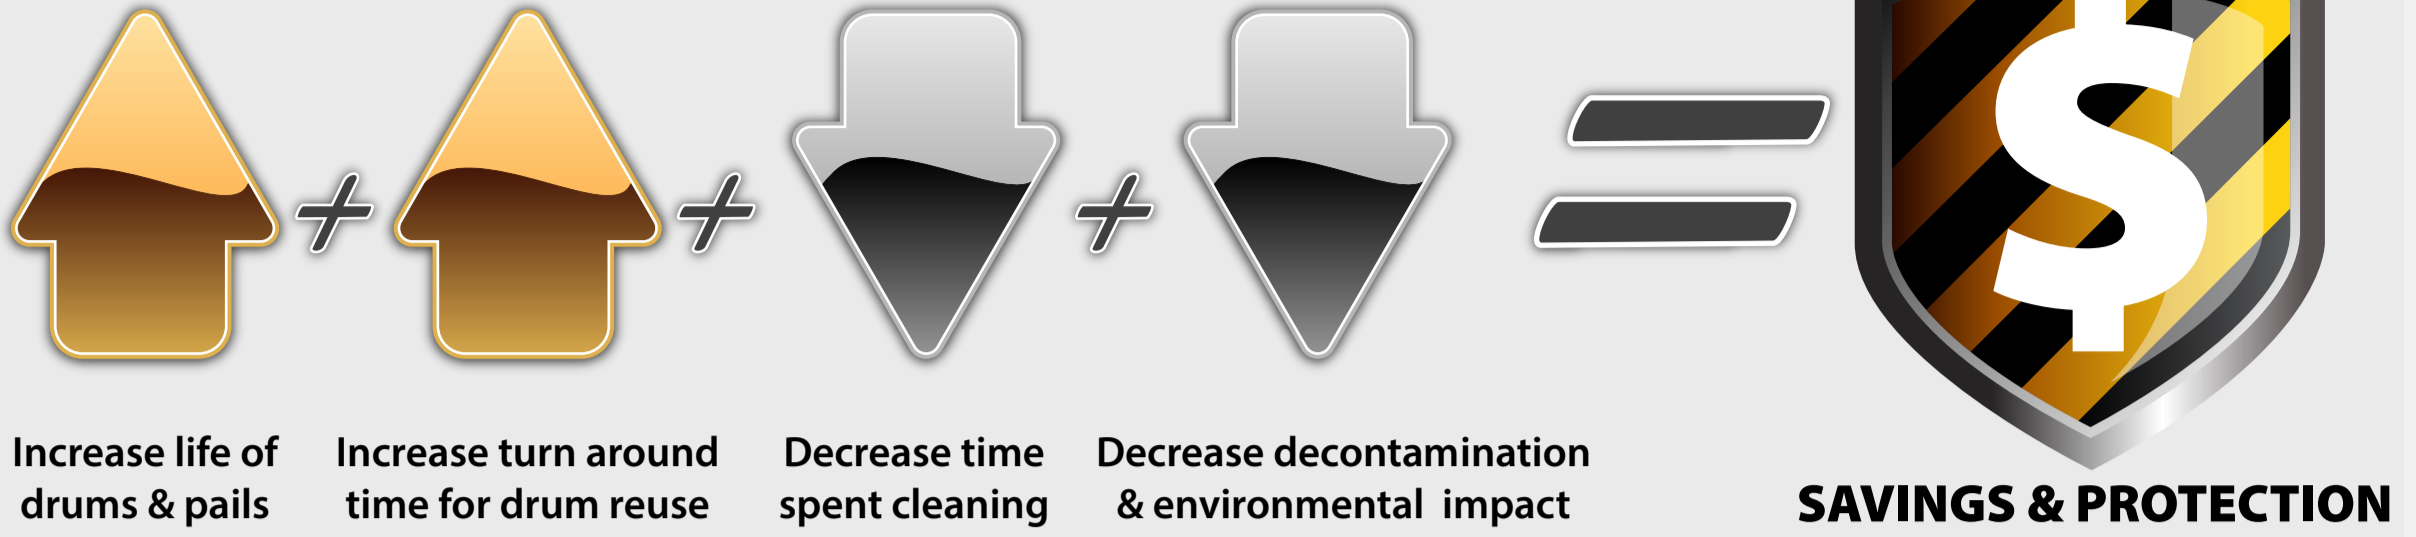 Increase life of
drums & pails
Increase turn around
time for drum reuse
Decrease time
spent cleaning
Decrease decontamination
& environmental impact
+
+
+
=
$
SAVINGS & PROTECTION